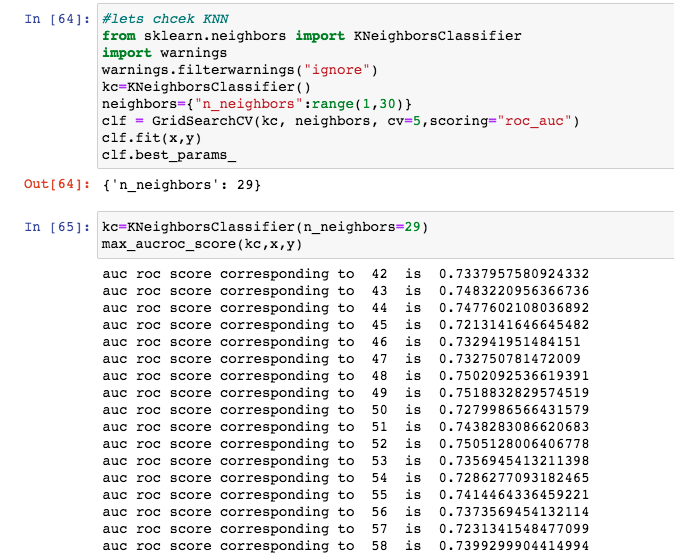 In [64]: #lets chcek KNN
from sklearn.neighbors import KNeighborsClassifier
import warnings
warnings.filterwarnings("ignore")
kc=KNeighborsClassifier()
neighbors={"n_neighbors":range(1,30)}
clf = GridSearchCV(kc, neighbors, cv=5,scoring="roc_auc")
clf.fit(x,y)
clf.best_params_
Out[64]: {'n_neighbors': 29}
In [65]: kc=KNeighborsClassifier(n_neighbors=29)
max_aucroc_score(kc,x,y)
auc roc score corresponding to 42 is 0.7337957580924332
auc roc score corresponding to 43 is 0.7483220956366736
auc roc score corresponding to 44 is 0.7477602108036892
auc roc score corresponding to 45 is 0.7213141646645482
auc roc score corresponding to 46 is 0.732941951484151
auc roc score corresponding to 47 is 0.732750781472009
auc roc score corresponding to 48 is 0.7502092536619391
auc roc score corresponding to 49 is 0.7518832829574519
auc roc score corresponding to 50 is 0.7279986566431579
auc roc score corresponding to 51 is 0.7438283086620683
auc roc score corresponding to 52 is 0.7505128006406778
auc roc score corresponding to 53 is 0.7356945413211398
auc roc score corresponding to 54 is 0.7286277093182465
auc roc score corresponding to 55 is 0.7414464336459221
auc roc score corresponding to 56 is 0.7373569454132114
auc roc score corresponding to 57 is 0.7231341548477099
auc roc score corresponding to 58 is 0.7399299904414994